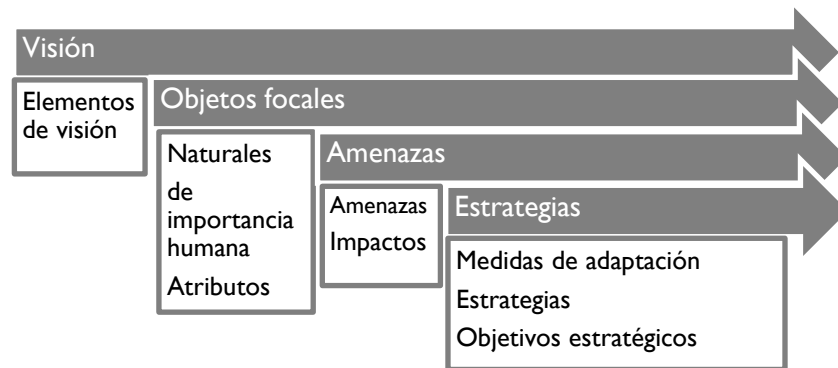 Visión
Elementos
de visión
Objetos focales
Naturales
de
importancia
humana
Atributos
Amenazas
Amenazas
Impactos
Estrategias
Medidas de adaptación
Estrategias
Objetivos estratégicos